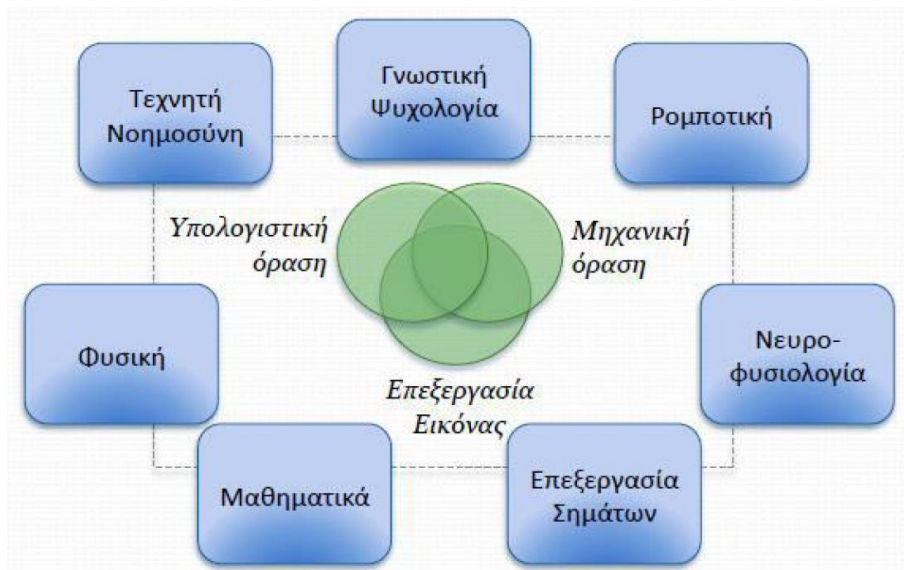 Τεχνητή
Νοημοσύνη
Γνωστική
Ψυχολογία
Ρομποτική
Υπολογιστική
όραση
Μηχανική
όραση
Φυσική
Νευρο-
φυσιολογία
Επεξεργασία
Εικόνας
Μαθηματικά
Επεξεργασία
Σημάτων